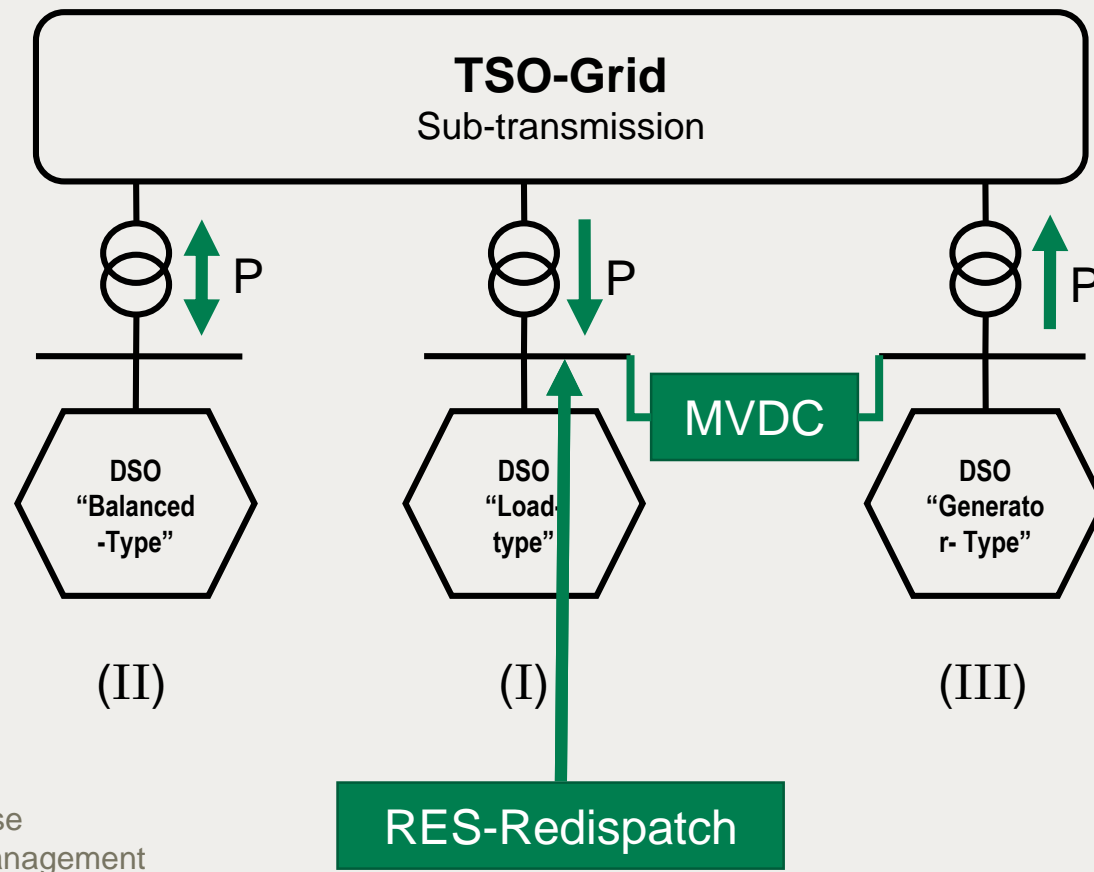 TSO-Grid
Sub-transmission
P
P
P
MVDC
DSO
“Balanced
-Type”
DSO
“Load-
type”
DSO
“Generato
r- Type”
(II)
(I)
(III)
RES-Redispatch